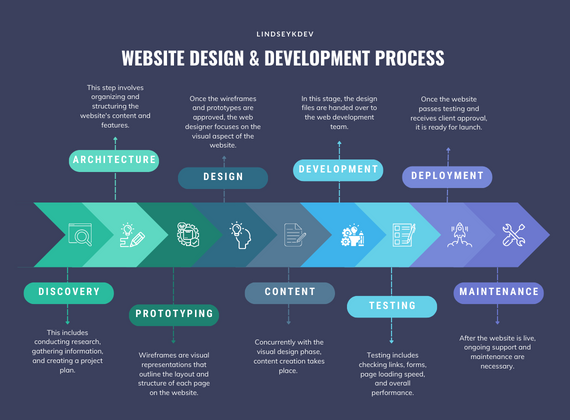 LINDSEYKDEV
WEBSITE DESIGN & DEVELOPMENT PROCESS
This step involves
organizing and
structuring the
website's content and
features.
ARCHITECTURE
Once the wireframes
and prototypes are
approved, the web
designer focuses on the
visual aspect of the
website.
DESIGN
In this stage, the design
files are handed over to
the web development
team.
DEVELOPMENT
Once the website
passes testing and
receives client approval,
it is ready for launch.
DEPLOYMENT
DISCOVERY
This includes
conducting research,
gathering information,
and creating a project
plan.
PROTOTYPING
Wireframes are visual
representations that
outline the layout and
structure of each page
on the website.
CONTENT
Concurrently with the
visual design phase,
content creation takes
place.
TESTING
Testing includes
checking links, forms,
page loading speed,
and overall
performance.
MAINTENANCE
After the website is live,
ongoing support and
maintenance are
necessary.